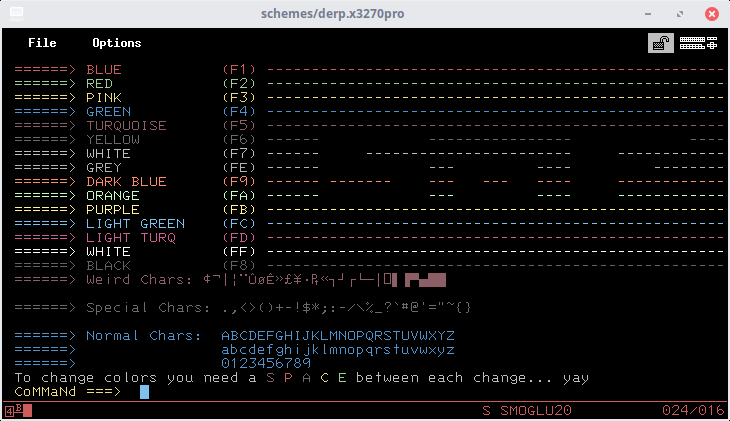 schemes/derp.x3270pro
File Options
======> BLUE (F1) ------------------------------------------------------
======> RED (F2) ------------------------------------------------------
======> PINK (F3) ------------------------------------------------------
======> GREEN (F4) ------------------------------------------------------
======> TURQUOISE (F5) ------------------------------------------------------
======> YELLOW (F6) ------------------------------------------------------
======> WHITE (F7) ------ ------- --- ------- ------
======> GREY (FE) ------ --- ---
======> DARK BLUE (F9) ------ --- --- ------
======> ORANGE (FA) ------ --- ---
======> PURPLE (FB) ------------------------------------------------------
======> LIGHT GREEN (FC) ------------------------------------------------------
======> LIGHT TURQ (FD) ------------------------------------------------------
======> WHITE (FF) ------------------------------------------------------
======> BLACK (F8) ------------------------------------------------------
======> Weird Chars: ¢¬|¦¨ÛøÊ»£¥·₧«┐┘┌└─│
======> Special Chars: .,<>()+-!$*;:-/\%_?`#@'="~{}
======> Normal Chars: ABCDEFGHIJKLMNOPQRSTUVWXYZ
======> abcdefghijklmnopqrstuvwxyz
======> 0123456789
To change colors you need a S P A C E between each change... yay
CoMMaNd ===>
4 B S SMOGLU20 024/016